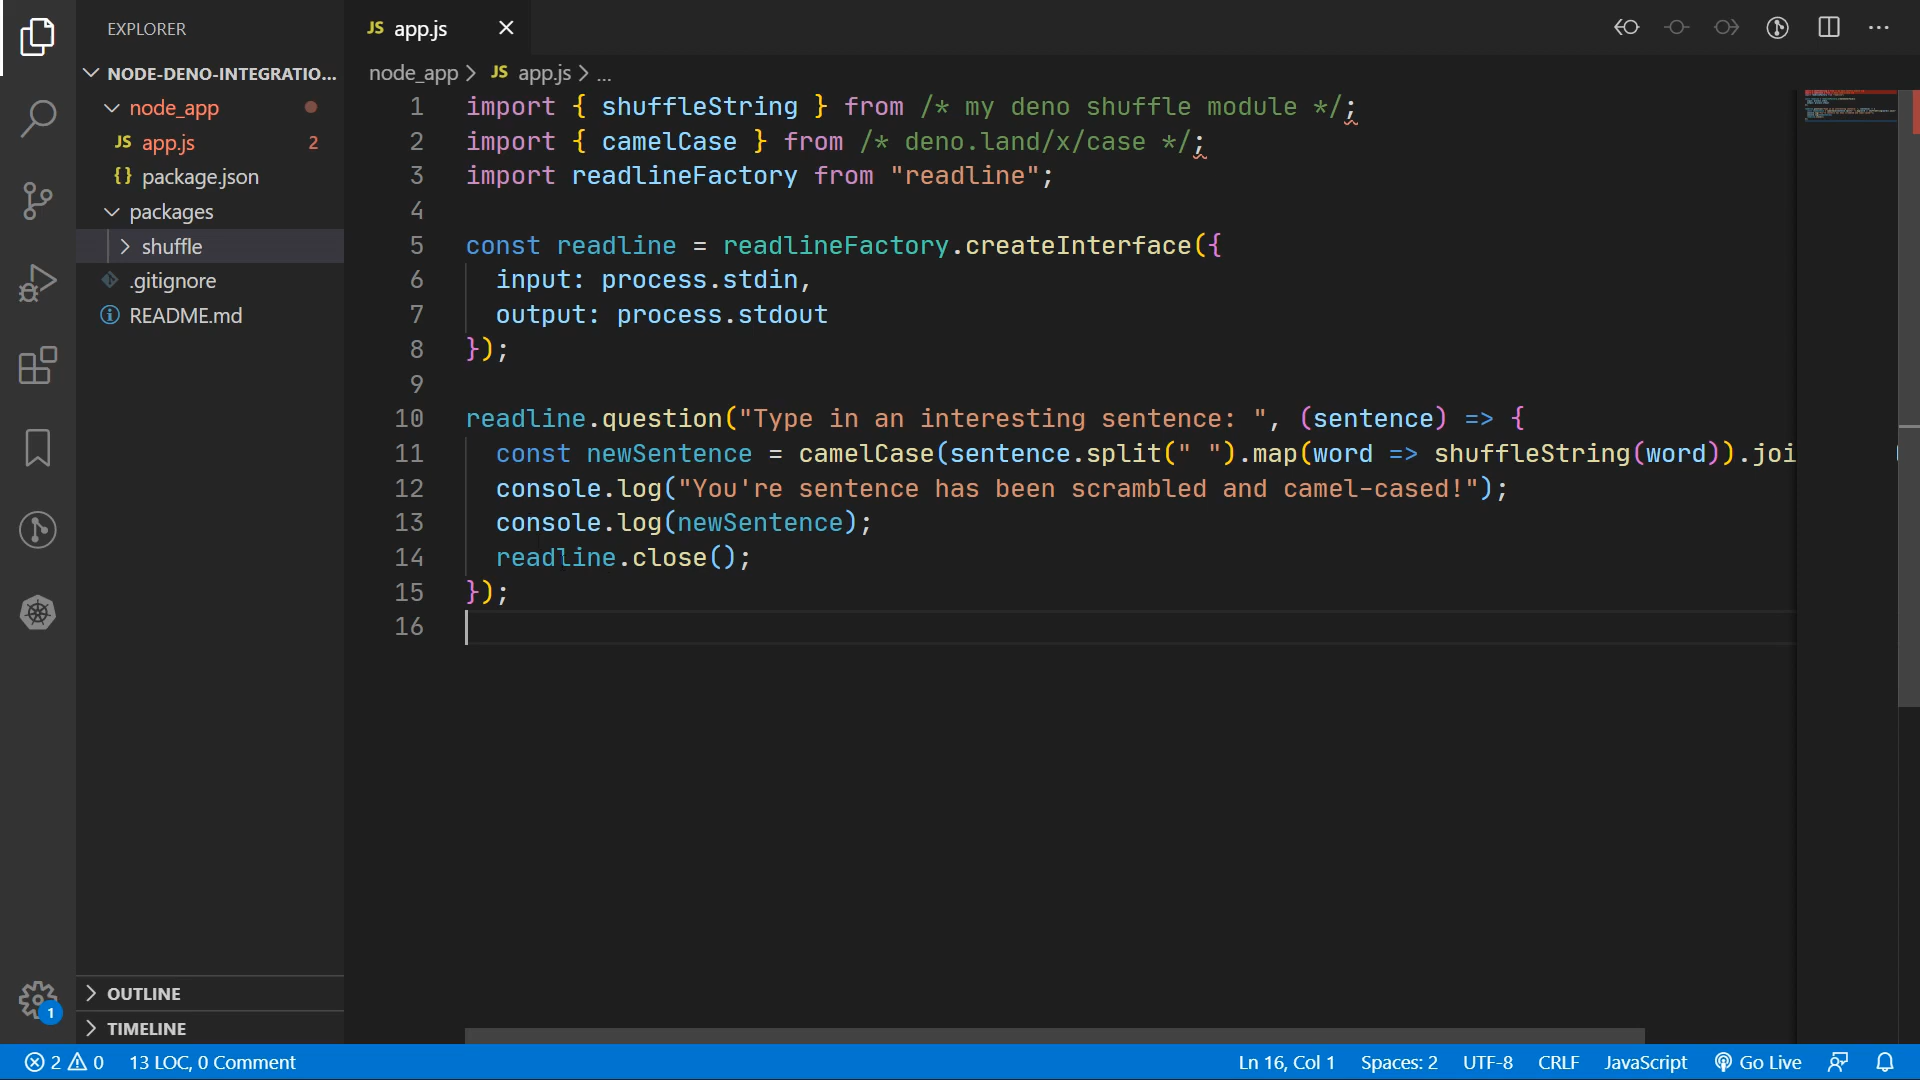 EXPLORER
NODE-DENO-INTEGRATIO...
node_app
JS app.js 2
{} package.json
packages
shuffle
.gitignore
README.md
OUTLINE
TIMELINE
1
JS app.js
node_app > JS app.js > ...
1 import { shuffleString } from /* my deno shuffle module */;
2 import { camelCase } from /* deno.land/x/case */;
3 import readlineFactory from "readline";
4
5 const readline = readlineFactory.createInterface({
6 input: process.stdin,
7 output: process.stdout
8 });
9
10 readline.question("Type in an interesting sentence: ", (sentence) => {
11 const newSentence = camelCase(sentence.split(" ").map(word => shuffleString(word)).joi
12 console.log("You're sentence has been scrambled and camel-cased!");
13 console.log(newSentence);
14 readline.close();
15 });
16
2 0 13 LOC, 0 Comment Ln 16, Col 1 Spaces: 2 UTF-8 CRLF JavaScript Go Live